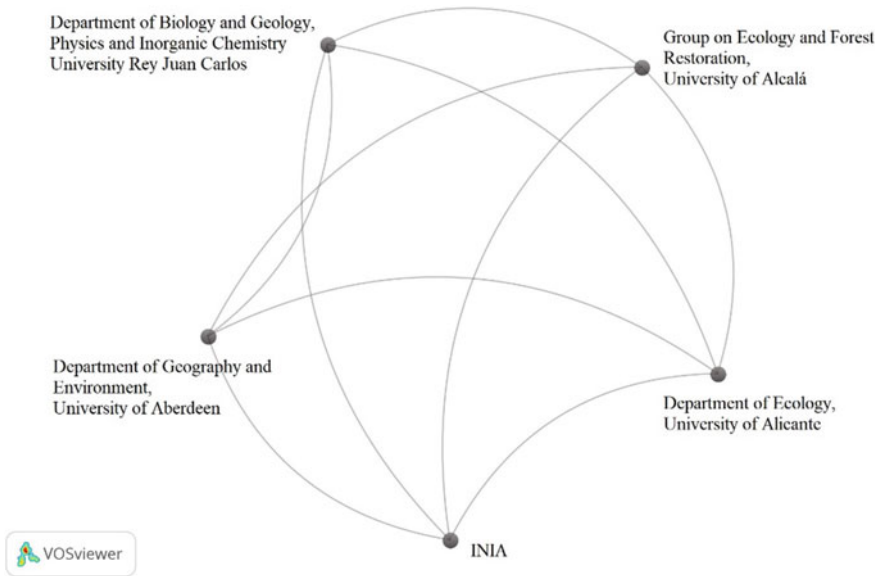 Department of Biology and Geology,
Physics and Inorganic Chemistry
University Rey Juan Carlos
Group on Ecology and Forest
Restoration,
University of Alcalá
Department of Geography and
Environment,
University of Aberdeen
Department of Ecology,
University of Alicante
INIA
VOSviewer